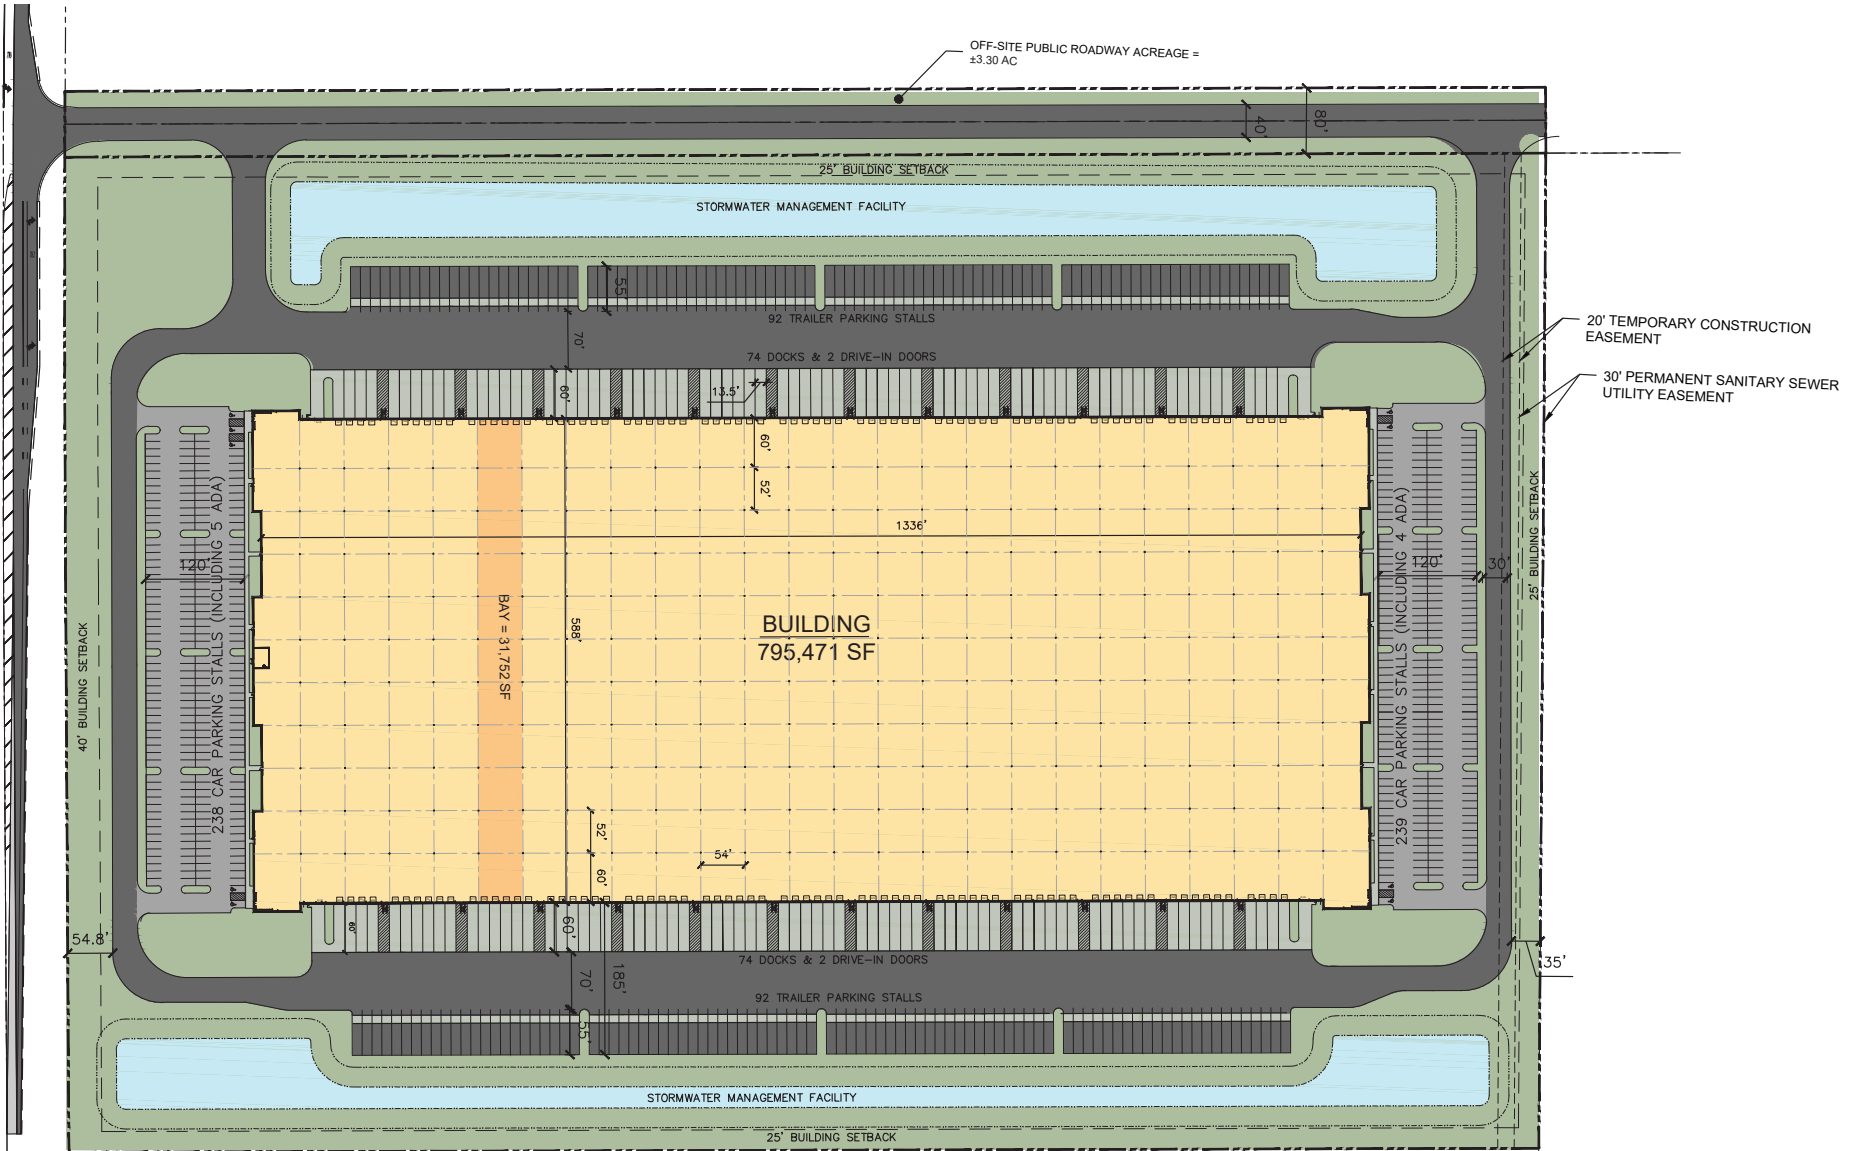 OFF-SITE PUBLIC ROADWAY ACREAGE =
±3.30 AC
40'
80'
25' BUILDING SETBACK
STORMWATER MANAGEMENT FACILITY
55'
92 TRAILER PARKING STALLS
70'
20' TEMPORARY CONSTRUCTION
EASEMENT
74 DOCKS & 2 DRIVE-IN DOORS
30' PERMANENT SANITARY SEWER
UTILITY EASEMENT
60'
13.5'
60'
52'
1336'
120'
238 CAR PARKING STALLS (INCLUDING 5 ADA)
BAY = 31,752 SF
588'
BUILDING
795,471 SF
239 CAR PARKING STALLS (INCLUDING 4 ADA)
120'
30'
25' BUILDING SETBACK
40' BUILDING SETBACK
52'
54'
60'
60'
60'
54.8'
74 DOCKS & 2 DRIVE-IN DOORS
35'
70'
185'
92 TRAILER PARKING STALLS
55'
STORMWATER MANAGEMENT FACILITY
25' BUILDING SETBACK